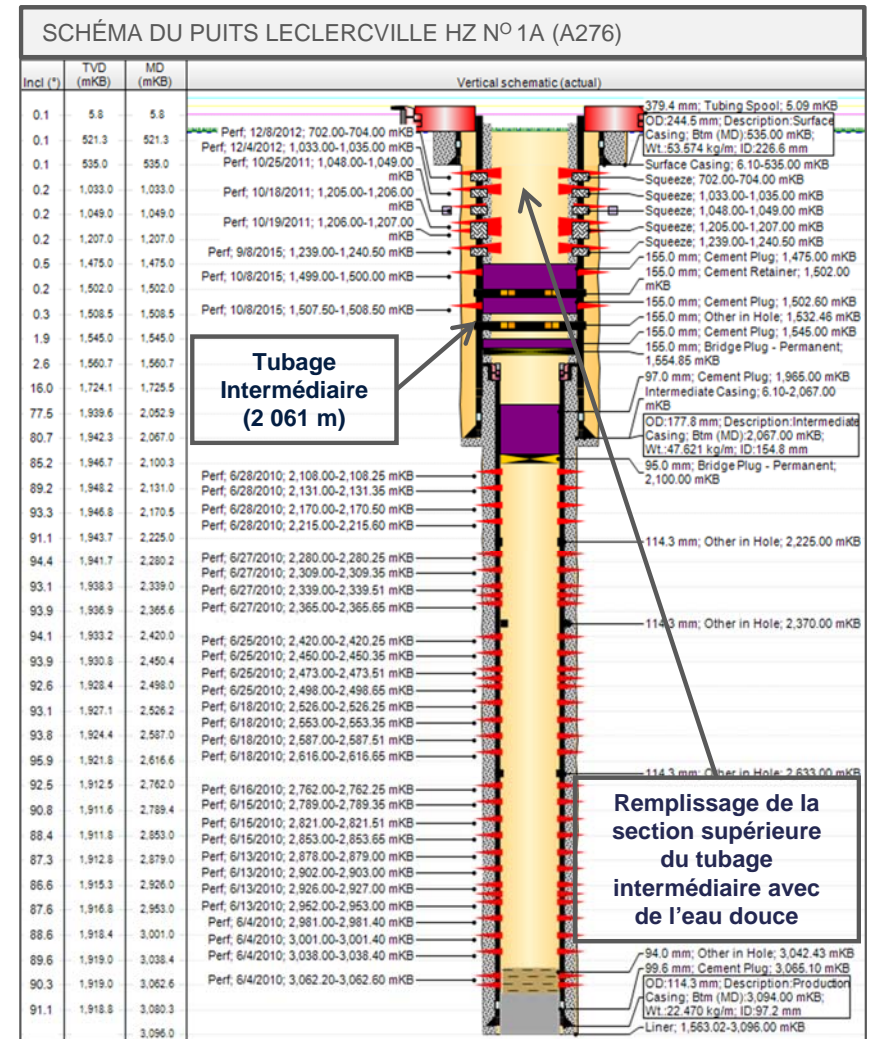 SCHÉMA DU PUITS LECLERCVILLE HZ Nº 1A (A276)
Incl (°) TVD (mKB) MD (mKB) Vertical schematic (actual)
0.1 5.8 5.8
0.1 521.3 521.3
0.1 535.0 535.0
0.2 1,033.0 1,033.0
0.2 1,049.0 1,049.0
0.2 1,207.0 1,207.0
0.5 1,475.0 1,475.0
0.2 1,502.0 1,502.0
0.3 1,508.5 1,508.5
1.9 1,545.0 1,545.0
2.6 1,560.7 1,560.7
16.0 1,724.1 1,725.5
77.5 1,939.6 2,052.9
80.7 1,942.3 2,067.0
85.2 1,946.7 2,100.3
89.2 1,948.2 2,131.0
93.3 1,946.8 2,170.5
91.1 1,943.7 2,225.0
94.4 1,941.7 2,280.2
93.1 1,938.3 2,339.0
93.9 1,936.9 2,365.6
94.1 1,933.2 2,420.0
93.9 1,930.8 2,450.4
92.6 1,928.4 2,498.0
93.1 1,927.1 2,526.2
93.8 1,924.4 2,587.0
95.9 1,921.8 2,616.6
92.5 1,912.5 2,762.0
90.8 1,911.6 2,789.4
88.4 1,911.8 2,853.0
87.3 1,912.8 2,879.0
86.6 1,915.3 2,926.0
87.6 1,916.8 2,953.0
88.6 1,918.4 3,001.0
89.6 1,919.0 3,038.4
90.3 1,919.0 3,062.6
91.1 1,918.8 3,080.3
3,096.0
Perf; 12/8/2012; 702.00-704.00 mKB
Perf; 12/4/2012; 1,033.00-1,035.00 mKB
Perf; 10/25/2011; 1,048.00-1,049.00
mKB
Perf; 10/18/2011; 1,205.00-1,206.00
mKB
Perf; 10/19/2011; 1,206.00-1,207.00
mKB
Perf; 9/8/2015; 1,239.00-1,240.50 mKB
Perf; 10/8/2015; 1,499.00-1,500.00 mKB
Perf; 10/8/2015; 1,507.50-1,508.50 mKB
Tubage
Intermédiaire
(2 061 m)
Perf; 6/28/2010; 2,108.00-2,108.25 mKB
Perf; 6/28/2010; 2,131.00-2,131.35 mKB
Perf; 6/28/2010; 2,170.00-2,170.50 mKB
Perf; 6/28/2010; 2,215.00-2,215.60 mKB
Perf; 6/27/2010; 2,280.00-2,280.25 mKB
Perf; 6/27/2010; 2,309.00-2,309.35 mKB
Perf; 6/27/2010; 2,339.00-2,339.51 mKB
Perf; 6/27/2010; 2,365.00-2,365.65 mKB
Perf; 6/25/2010; 2,420.00-2,420.25 mKB
Perf; 6/25/2010; 2,450.00-2,450.35 mKB
Perf; 6/25/2010; 2,473.00-2,473.51 mKB
Perf; 6/25/2010; 2,498.00-2,498.65 mKB
Perf; 6/18/2010; 2,526.00-2,526.25 mKB
Perf; 6/18/2010; 2,553.00-2,553.35 mKB
Perf; 6/18/2010; 2,587.00-2,587.51 mKB
Perf; 6/18/2010; 2,616.00-2,616.65 mKB
Perf; 6/16/2010; 2,762.00-2,762.25 mKB
Perf; 6/15/2010; 2,789.00-2,789.35 mKB
Perf; 6/15/2010; 2,821.00-2,821.51 mKB
Perf; 6/15/2010; 2,853.00-2,853.65 mKB
Perf; 6/13/2010; 2,878.00-2,879.00 mKB
Perf; 6/13/2010; 2,902.00-2,903.00 mKB
Perf; 6/13/2010; 2,926.00-2,927.00 mKB
Perf; 6/13/2010; 2,952.00-2,953.00 mKB
Perf; 6/4/2010; 2,981.00-2,981.40 mKB
Perf; 6/4/2010; 3,001.00-3,001.40 mKB
Perf; 6/4/2010; 3,038.00-3,038.40 mKB
Perf; 6/4/2010; 3,062.20-3,062.60 mKB
379.4 mm; Tubing Spool; 5.09 mKB
OD:244.5 mm; Description:Surface
Casing; Btm (MD):535.00 mKB;
Wt.:53.574 kg/m; ID:226.6 mm
Surface Casing; 6.10-535.00 mKB
Squeeze; 702.00-704.00 mKB
Squeeze; 1,033.00-1,035.00 mKB
Squeeze; 1,048.00-1,049.00 mKB
Squeeze; 1,205.00-1,207.00 mKB
Squeeze; 1,239.00-1,240.50 mKB
155.0 mm; Cement Plug; 1,475.00 mKB
155.0 mm; Cement Retainer; 1,502.00
mKB
155.0 mm; Cement Plug; 1,502.60 mKB
155.0 mm; Other in Hole; 1,532.46 mKB
155.0 mm; Cement Plug; 1,545.00 mKB
155.0 mm; Bridge Plug - Permanent;
1,554.85 mKB
97.0 mm; Cement Plug; 1,965.00 mKB
Intermediate Casing; 6.10-2,067.00
mKB
OD:177.8 mm; Description:Intermediate
Casing; Btm (MD):2,067.00 mKB;
Wt.:47.621 kg/m; ID:154.8 mm
95.0 mm; Bridge Plug - Permanent;
2,100.00 mKB
114.3 mm; Other in Hole; 2,225.00 mKB
114.3 mm; Other in Hole; 2,370.00 mKB
114.3 mm; Other in Hole; 2,633.00 mKB
Remplissage de la
section supérieure
du tubage
intermédiaire avec
de l’eau douce
94.0 mm; Other in Hole; 3,042.43 mKB
99.6 mm; Cement Plug; 3,065.10 mKB
OD:114.3 mm; Description:Production
Casing; Btm (MD):3,094.00 mKB;
Wt.:22.470 kg/m; ID:97.2 mm
Liner; 1,563.02-3,096.00 mKB